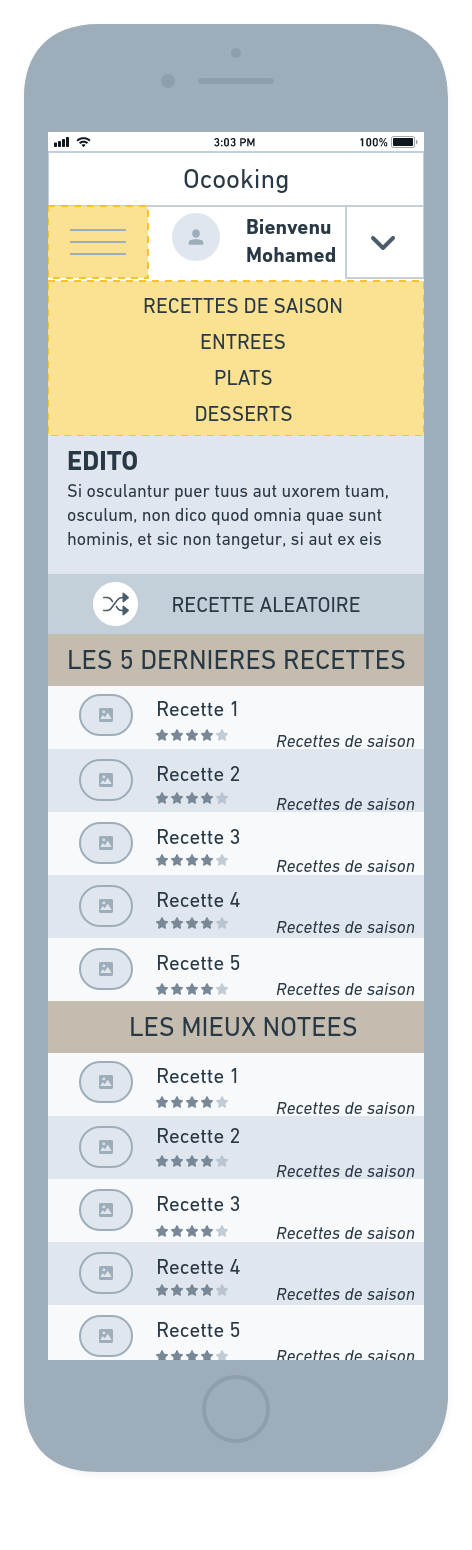 3:03 PM
100%
Ocooking
Bienvenu
Mohamed
RECETTES DE SAISON
ENTREES
PLATS
DESSERTS
EDITO
Si osculantur puer tuus aut uxorem tuam,
osculum, non dico quod omnia quae sunt
hominis, et sic non tangetur, si aut ex eis
RECETTE ALEATOIRE
LES 5 DERNIERES RECETTES
Recette 1
Recettes de saison
Recette 2
Recettes de saison
Recette 3
Recettes de saison
Recette 4
Recettes de saison
Recette 5
Recettes de saison
LES MIEUX NOTEES
Recette 1
Recettes de saison
Recette 2
Recettes de saison
Recette 3
Recettes de saison
Recette 4
Recettes de saison
Recette 5
Recettes de saison